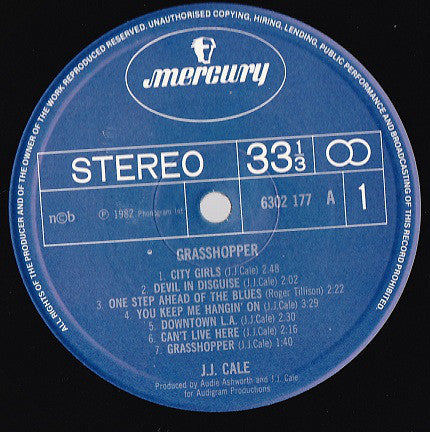 ALL RIGHTS OF THE PRODUCER AND OF THE OWNER OF THE WORK REPRODUCED RESERVED. UNAUTHORISED COPYING, HIRING, LENDING, PUBLIC PERFORMANCE AND BROADCASTING OF THIS RECORD PROHIBITED.
mercury
STEREO 33 1/3
n©b ℗ 1982 Phonogram Int 6302 177 A 1
GRASSHOPPER
1. CITY GIRLS (J.J.Cale) 2:48
2. DEVIL IN DISGUISE (J.J.Cale) 2:02
3. ONE STEP AHEAD OF THE BLUES (Roger Tillison) 2:22
4. YOU KEEP ME HANGIN' ON (J.J.Cale) 3:29
5. DOWNTOWN L.A. (J.J.Cale) 2:30
6. CAN'T LIVE HERE (J.J.Cale) 2:16
7. GRASSHOPPER (J.J.Cale) 1:40
J.J. CALE
Produced by Audie Ashworth and J.J. Cale
for Audigram Productions